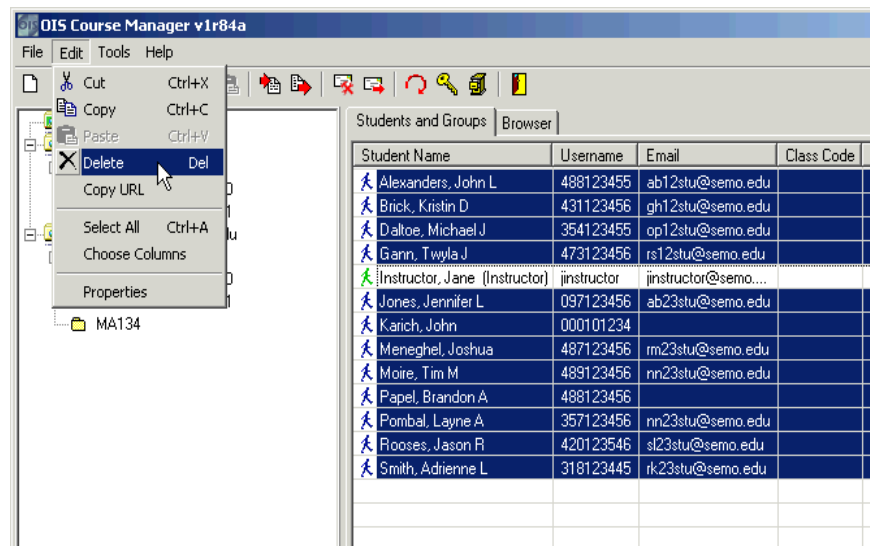 OIS Course Manager v1r84a
File Edit Tools Help
Cut Ctrl+X
Copy Ctrl+C
Paste Ctrl+V
Delete Del
Copy URL
Select All Ctrl+A
Choose Columns
Properties
0
1
du
0
1
MA134
Students and Groups Browser
Student Name Username Email Class Code
Alexanders, John L 488123455 ab12stu@semo.edu
Brick, Kristin D 431123456 gh12stu@semo.edu
Daltoe, Michael J 354123455 op12stu@semo.edu
Gann, Twyla J 473123456 rs12stu@semo.edu
Instructor, Jane (Instructor) jinstructor jinstructor@semo....
Jones, Jennifer L 097123456 ab23stu@semo.edu
Karich, John 000101234
Meneghel, Joshua 487123456 rm23stu@semo.edu
Moire, Tim M 489123456 nn23stu@semo.edu
Papel, Brandon A 488123456
Pombal, Layne A 357123456 nn23stu@semo.edu
Rooses, Jason R 420123546 sl23stu@semo.edu
Smith, Adrienne L 318123445 rk23stu@semo.edu